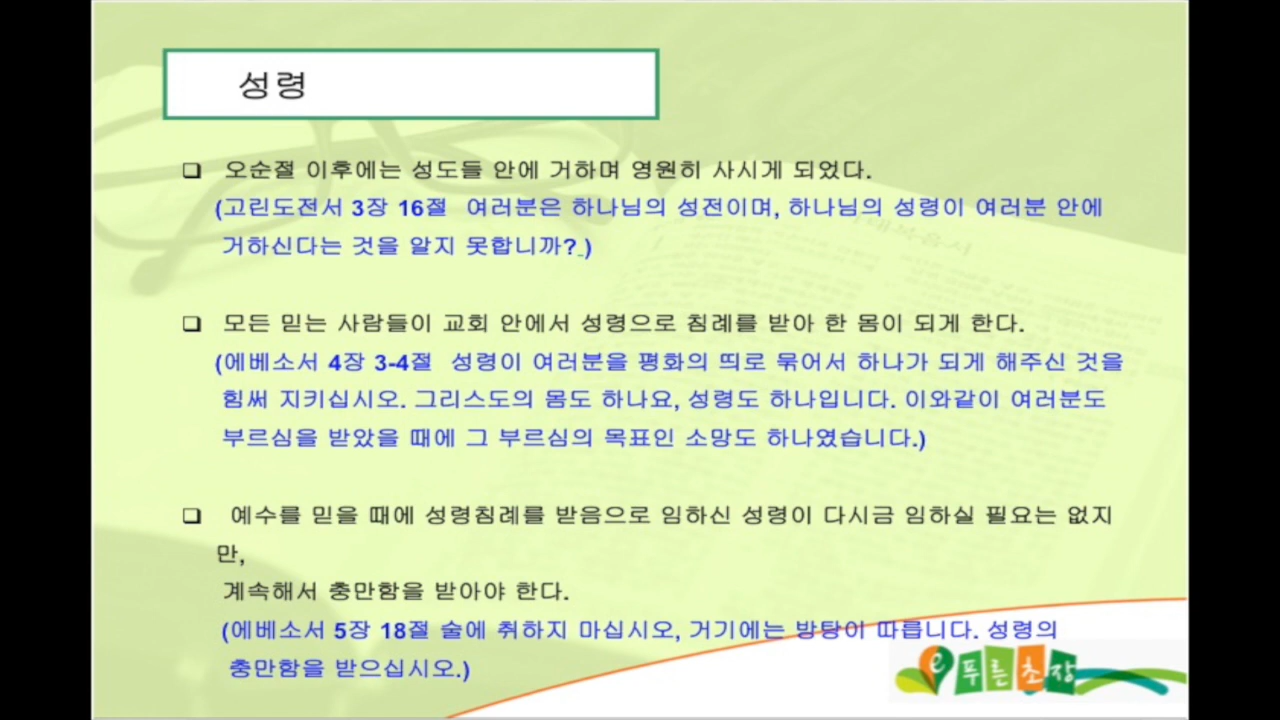 성령
❑ 오순절 이후에는 성도들 안에 거하며 영원히 사시게 되었다.
(고린도전서 3장 16절 여러분은 하나님의 성전이며, 하나님의 성령이 여러분 안에
거하신다는 것을 알지 못합니까? )
❑ 모든 믿는 사람들이 교회 안에서 성령으로 침례를 받아 한 몸이 되게 한다.
(에베소서 4장 3-4절 성령이 여러분을 평화의 띄로 묶어서 하나가 되게 해주신 것을
힘써 지키십시오. 그리스도의 몸도 하나요, 성령도 하나입니다. 이와같이 여러분도
부르심을 받았을 때에 그 부르심의 목표인 소망도 하나였습니다.)
❑ 예수를 믿을 때에 성령침례를 받음으로 임하신 성령이 다시금 임하실 필요는 없지
만,
계속해서 충만함을 받아야 한다.
(에베소서 5장 18절 술에 취하지 마십시오, 거기에는 방탕이 따릅니다. 성령의
충만함을 받으십시오.)
e푸른초장